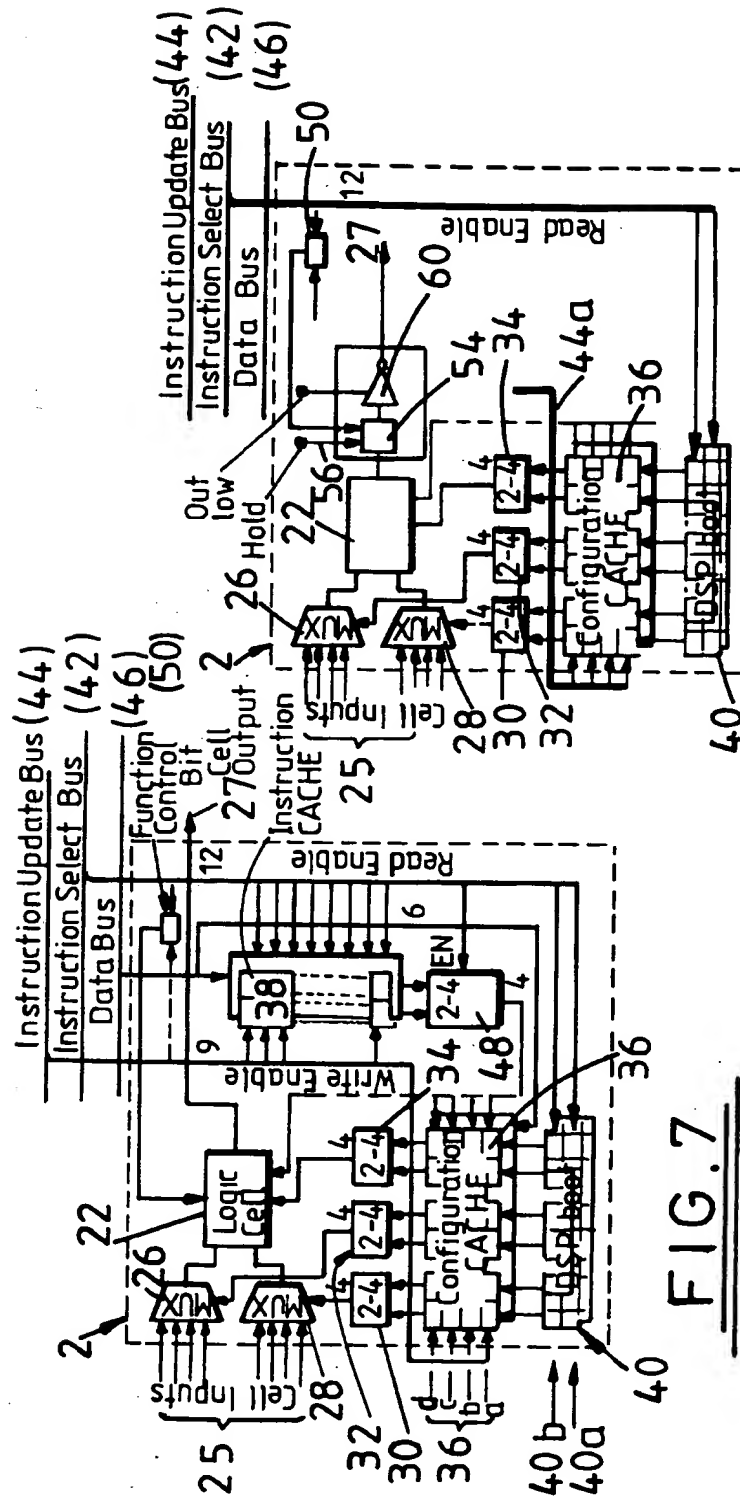 Instruction Update Bus (44)
Instruction Select Bus (42)
Data Bus (46)
Function Control Bit (50)
27 Cell Output
Instruction CACHE
12
Read Enable
9
Write Enable
38
6
EN
2-4
4
48
2
25
Cell Inputs
26
MUX
MUX
28
22
Logic Cell
4
4
4
2-4
2-4
2-4
30
32
34
Configuration CACHE
36
36
d
c
b
a
DSP boot
40
40b
40a
Instruction Update Bus (44)
Instruction Select Bus (42)
Data Bus (46)
50
12
Read Enable
27
60
54
Out low
Hold
56
2
25
Cell Inputs
26
MUX
MUX
28
22
4
4
4
2-4
2-4
2-4
30
32
34
44a
Configuration CACHE
36
DSP boot
40
FIG. 7